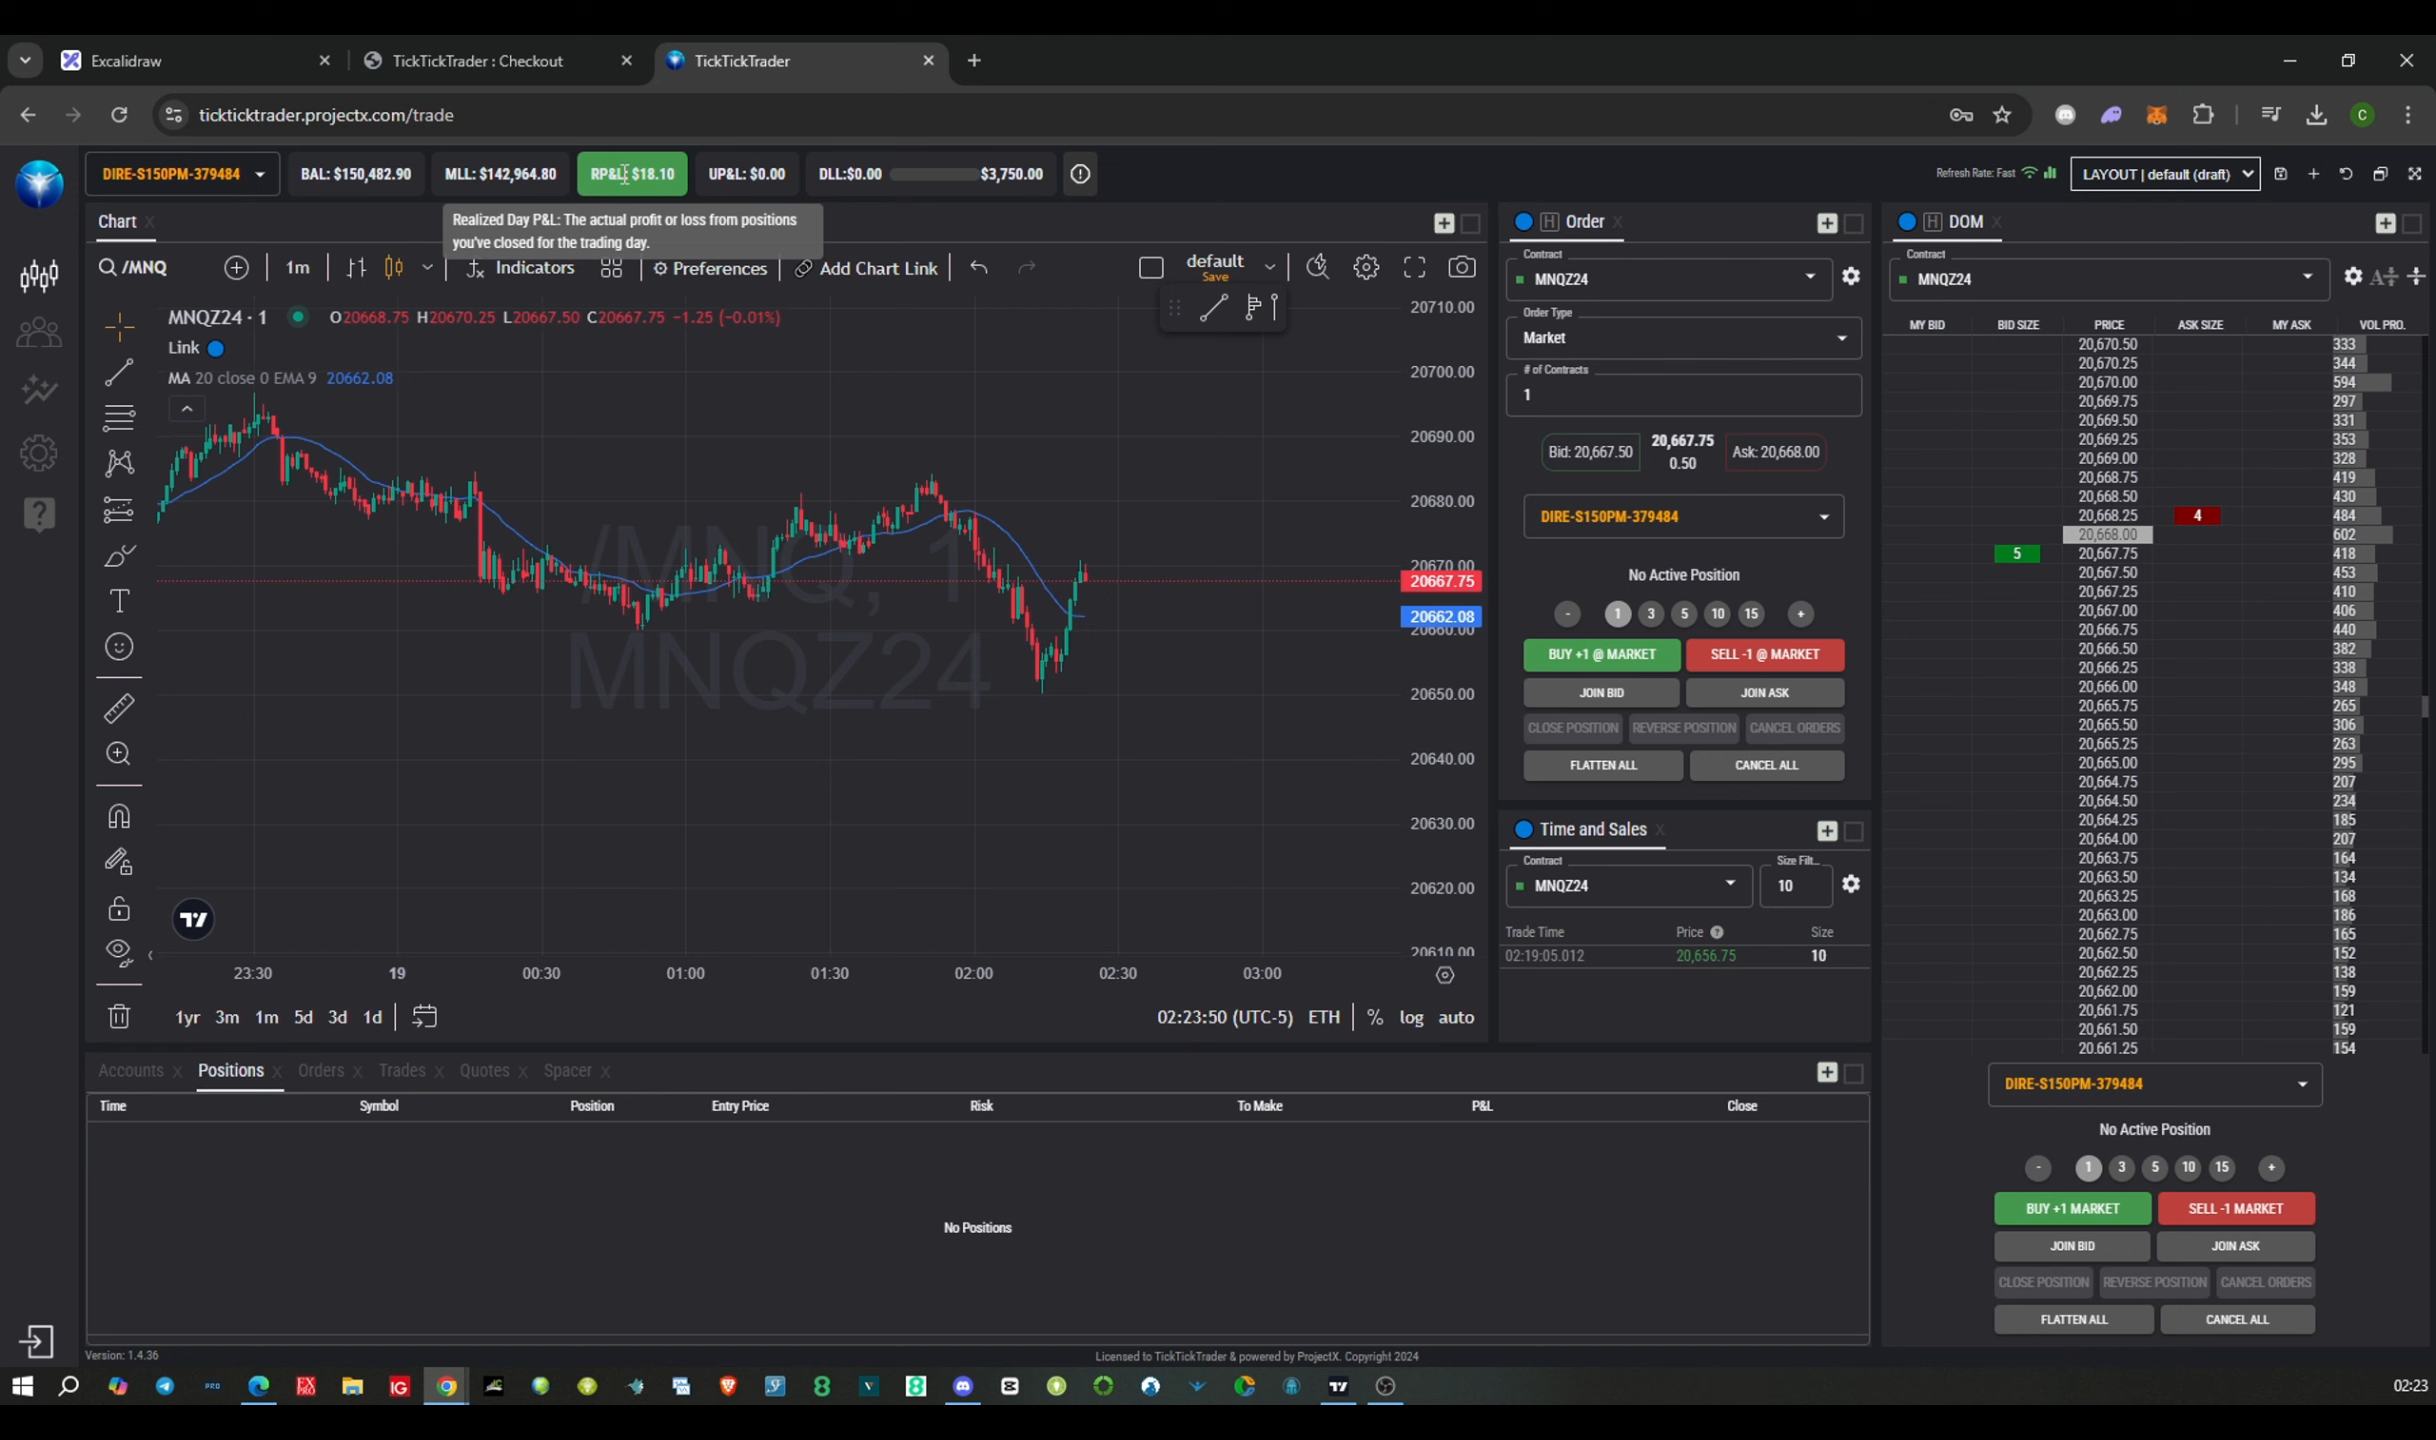 Excalidraw
TickTickTrader : Checkout
TickTickTrader
tickticktrader.projectx.com/trade
DIRE-S150PM-379484
BAL: $150,482.90
MLL: $142,964.80
RP&L: $18.10
UP&L: $0.00
DLL:$0.00
$3,750.00
Refresh Rate: Fast
LAYOUT | default (draft)
Realized Day P&L: The actual profit or loss from positions
you've closed for the trading day.
Chart
/MNQ
1m
Indicators
Preferences
Add Chart Link
default
Save
MNQZ24 · 1
O20668.75 H20670.25 L20667.50 C20667.75 −1.25 (−0.01%)
Link
MA 20 close 0 EMA 9 20662.08
/MNQ, 1
MNQZ24
20710.00
20700.00
20690.00
20680.00
20670.00
20667.75
20662.08
20660.00
20650.00
20640.00
20630.00
20620.00
20610.00
23:30
19
00:30
01:00
01:30
02:00
02:30
03:00
1yr 3m 1m 5d 3d 1d
02:23:50 (UTC-5) ETH % log auto
H Order
Contract
MNQZ24
Order Type
Market
# of Contracts
1
Bid: 20,667.50
20,667.75
0.50
Ask: 20,668.00
DIRE-S150PM-379484
No Active Position
- 1 3 5 10 15 +
BUY +1 @ MARKET
SELL -1 @ MARKET
JOIN BID
JOIN ASK
CLOSE POSITION
REVERSE POSITION
CANCEL ORDERS
FLATTEN ALL
CANCEL ALL
Time and Sales
Contract
MNQZ24
Size Filt...
10
Trade Time Price Size
02:19:05.012 20,656.75 10
H DOM
Contract
MNQZ24
MY BID BID SIZE PRICE ASK SIZE MY ASK VOL PRO.
20,670.50 333
20,670.25 344
20,670.00 594
20,669.75 297
20,669.50 331
20,669.25 353
20,669.00 328
20,668.75 419
20,668.50 430
20,668.25 4 484
20,668.00 602
5 20,667.75 418
20,667.50 453
20,667.25 410
20,667.00 406
20,666.75 440
20,666.50 382
20,666.25 338
20,666.00 348
20,665.75 265
20,665.50 306
20,665.25 263
20,665.00 295
20,664.75 207
20,664.50 234
20,664.25 185
20,664.00 207
20,663.75 164
20,663.50 134
20,663.25 168
20,663.00 186
20,662.75 165
20,662.50 152
20,662.25 138
20,662.00 159
20,661.75 121
20,661.50 159
20,661.25 154
DIRE-S150PM-379484
No Active Position
- 1 3 5 10 15 +
BUY +1 MARKET
SELL -1 MARKET
JOIN BID
JOIN ASK
CLOSE POSITION
REVERSE POSITION
CANCEL ORDERS
FLATTEN ALL
CANCEL ALL
Accounts
Positions
Orders
Trades
Quotes
Spacer
Time Symbol Position Entry Price Risk To Make P&L Close
No Positions
Version: 1.4.36
Licensed to TickTickTrader & powered by ProjectX. Copyright 2024
02:23